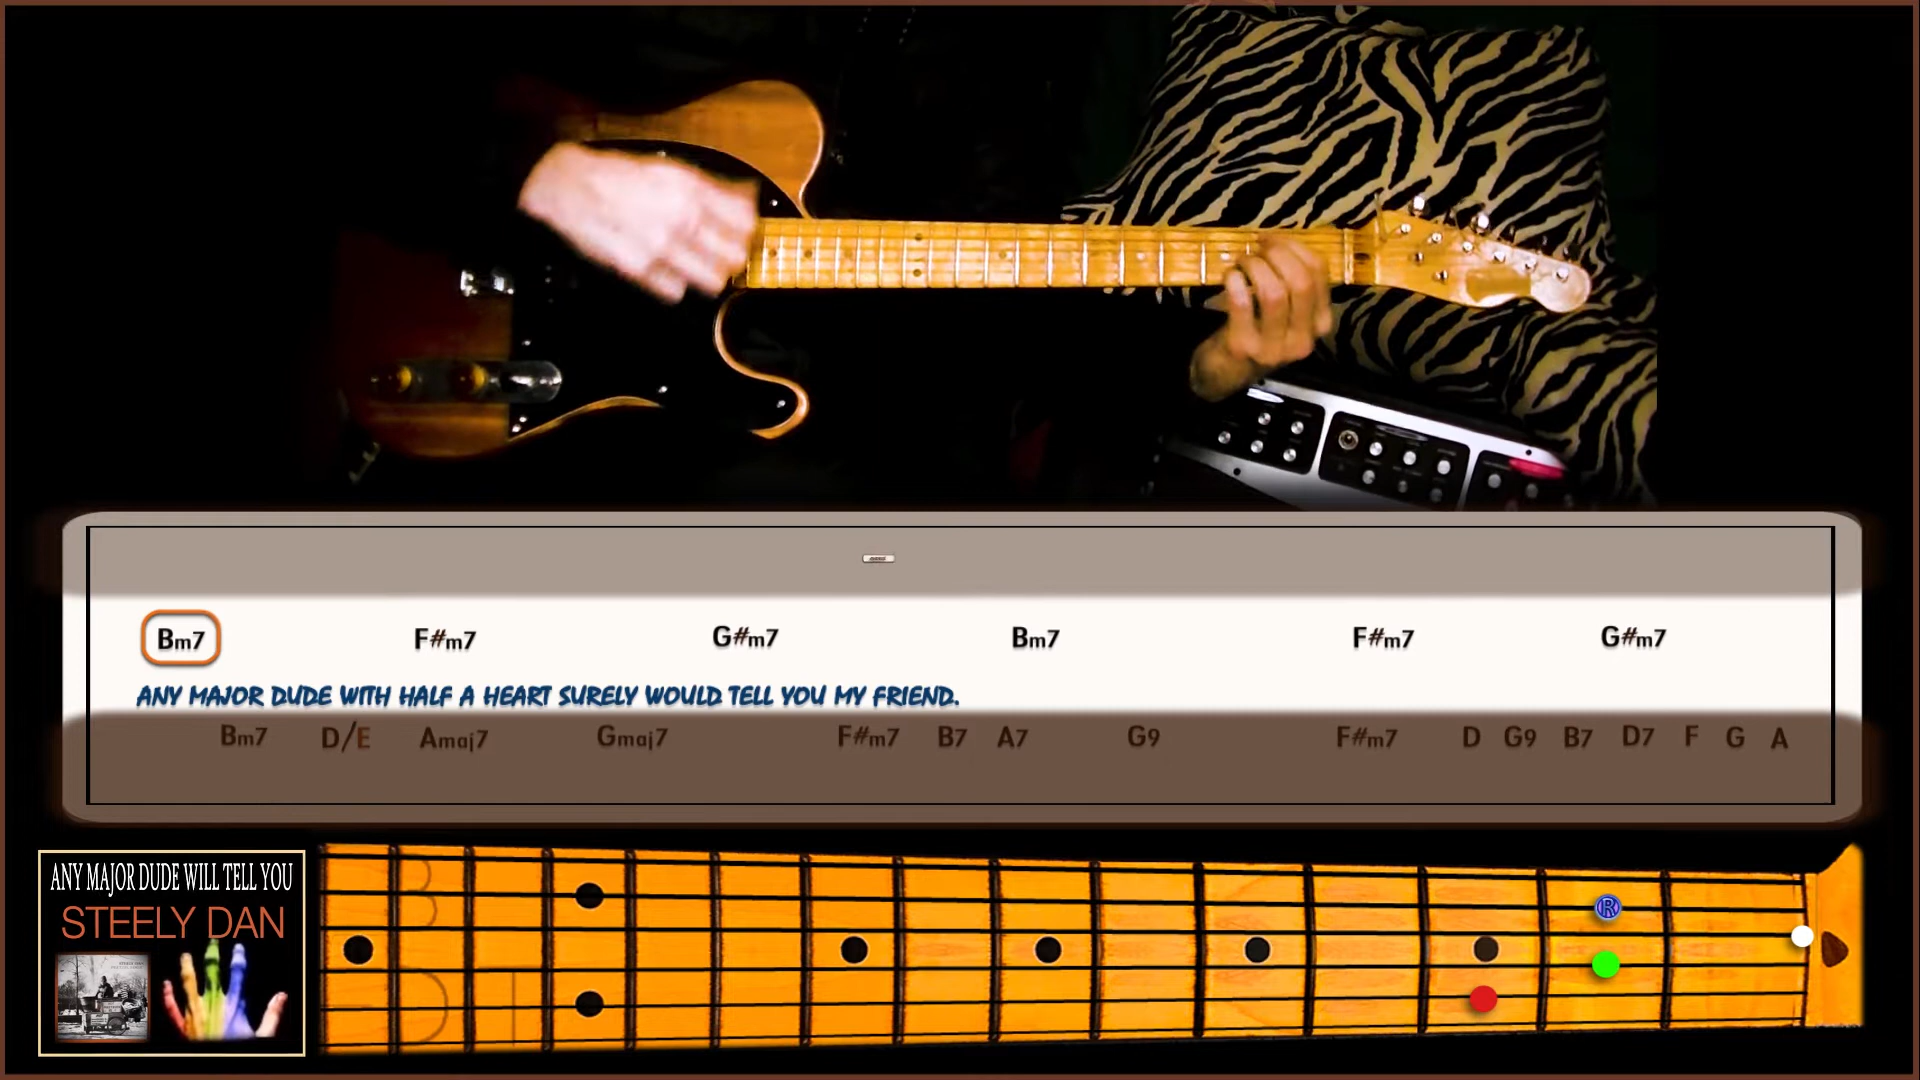 Bm7 F#m7 G#m7 Bm7 F#m7 G#m7
ANY MAJOR DUDE WITH HALF A HEART SURELY WOULD TELL YOU MY FRIEND.
Bm7 D/E Amaj7 Gmaj7 F#m7 B7 A7 G9 F#m7 D G9 B7 D7 F G A
ANY MAJOR DUDE WILL TELL YOU
STEELY DAN
R